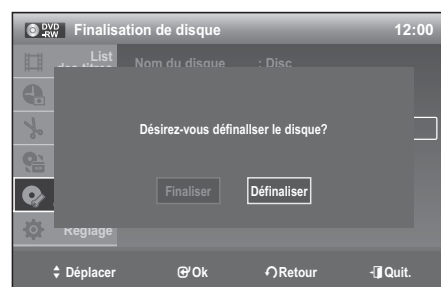 DVD-RW Finalisation de disque 12:00
List
des titres
Nom du disque : Disc
Désirez-vous définallser le disque?
Finaliser Définaliser
Réglage
Déplacer Ok Retour Quit.